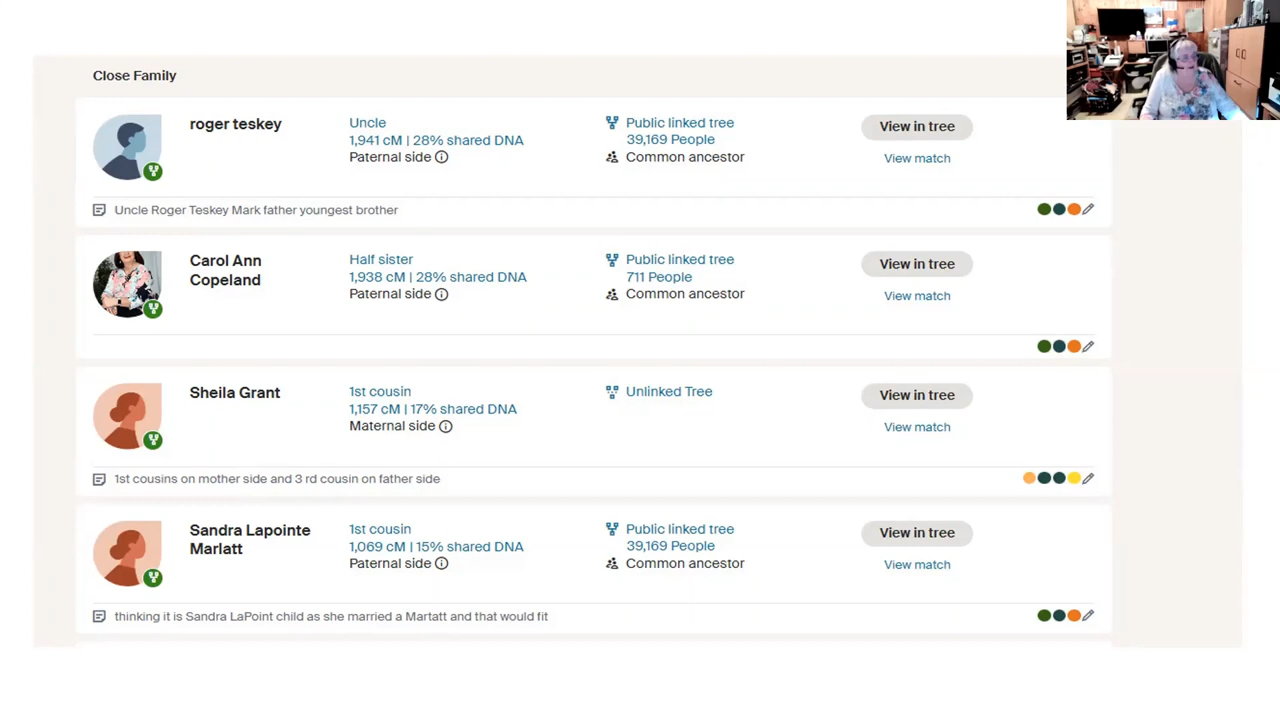 Close Family
roger teskey
Uncle
1,941 cM | 28% shared DNA
Paternal side
Public linked tree
39,169 People
Common ancestor
View in tree
View match
Uncle Roger Teskey Mark father youngest brother
Carol Ann
Copeland
Half sister
1,938 cM | 28% shared DNA
Paternal side
Public linked tree
711 People
Common ancestor
View in tree
View match
Sheila Grant
1st cousin
1,157 cM | 17% shared DNA
Maternal side
Unlinked Tree
View in tree
View match
1st cousins on mother side and 3 rd cousin on father side
Sandra Lapointe
Marlatt
1st cousin
1,069 cM | 15% shared DNA
Paternal side
Public linked tree
39,169 People
Common ancestor
View in tree
View match
thinking it is Sandra LaPoint child as she married a Martatt and that would fit